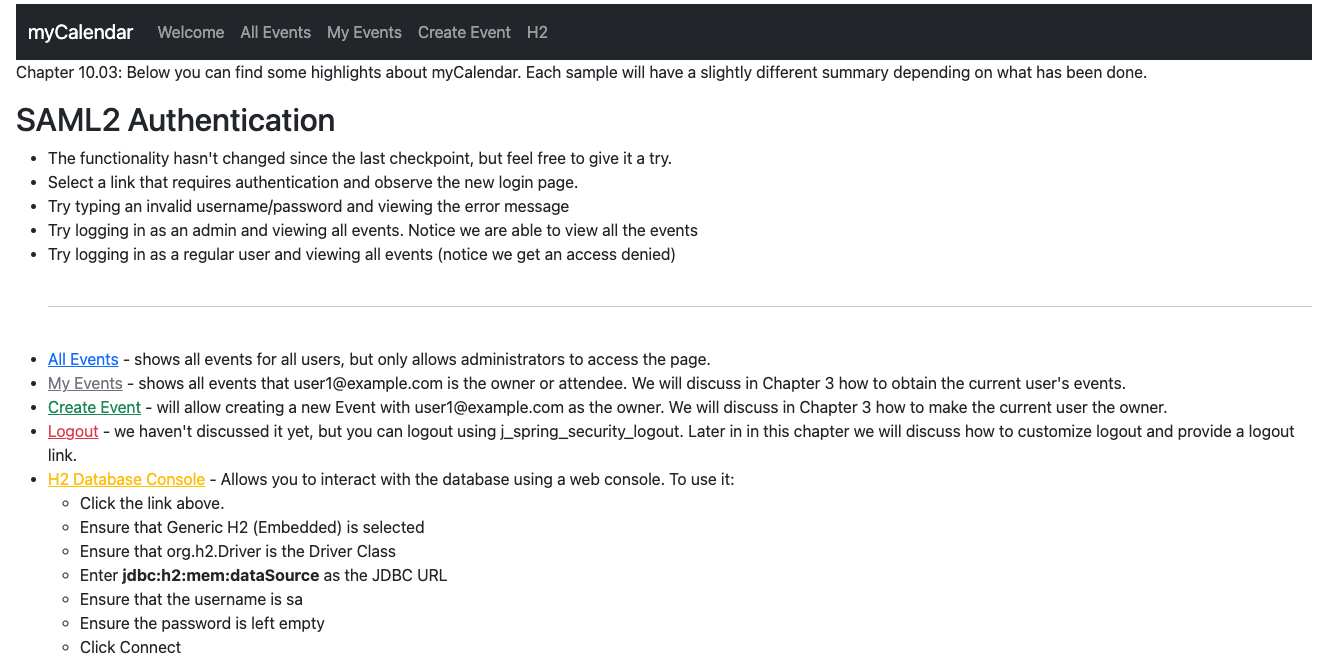 myCalendar Welcome All Events My Events Create Event H2
Chapter 10.03: Below you can find some highlights about myCalendar. Each sample will have a slightly different summary depending on what has been done.
SAML2 Authentication
• The functionality hasn't changed since the last checkpoint, but feel free to give it a try.
• Select a link that requires authentication and observe the new login page.
• Try typing an invalid username/password and viewing the error message
• Try logging in as an admin and viewing all events. Notice we are able to view all the events
• Try logging in as a regular user and viewing all events (notice we get an access denied)
• All Events - shows all events for all users, but only allows administrators to access the page.
• My Events - shows all events that user1@example.com is the owner or attendee. We will discuss in Chapter 3 how to obtain the current user's events.
• Create Event - will allow creating a new Event with user1@example.com as the owner. We will discuss in Chapter 3 how to make the current user the owner.
• Logout - we haven't discussed it yet, but you can logout using j_spring_security_logout. Later in in this chapter we will discuss how to customize logout and provide a logout
link.
• H2 Database Console - Allows you to interact with the database using a web console. To use it:
◦ Click the link above.
◦ Ensure that Generic H2 (Embedded) is selected
◦ Ensure that org.h2.Driver is the Driver Class
◦ Enter jdbc:h2:mem:dataSource as the JDBC URL
◦ Ensure that the username is sa
◦ Ensure the password is left empty
◦ Click Connect